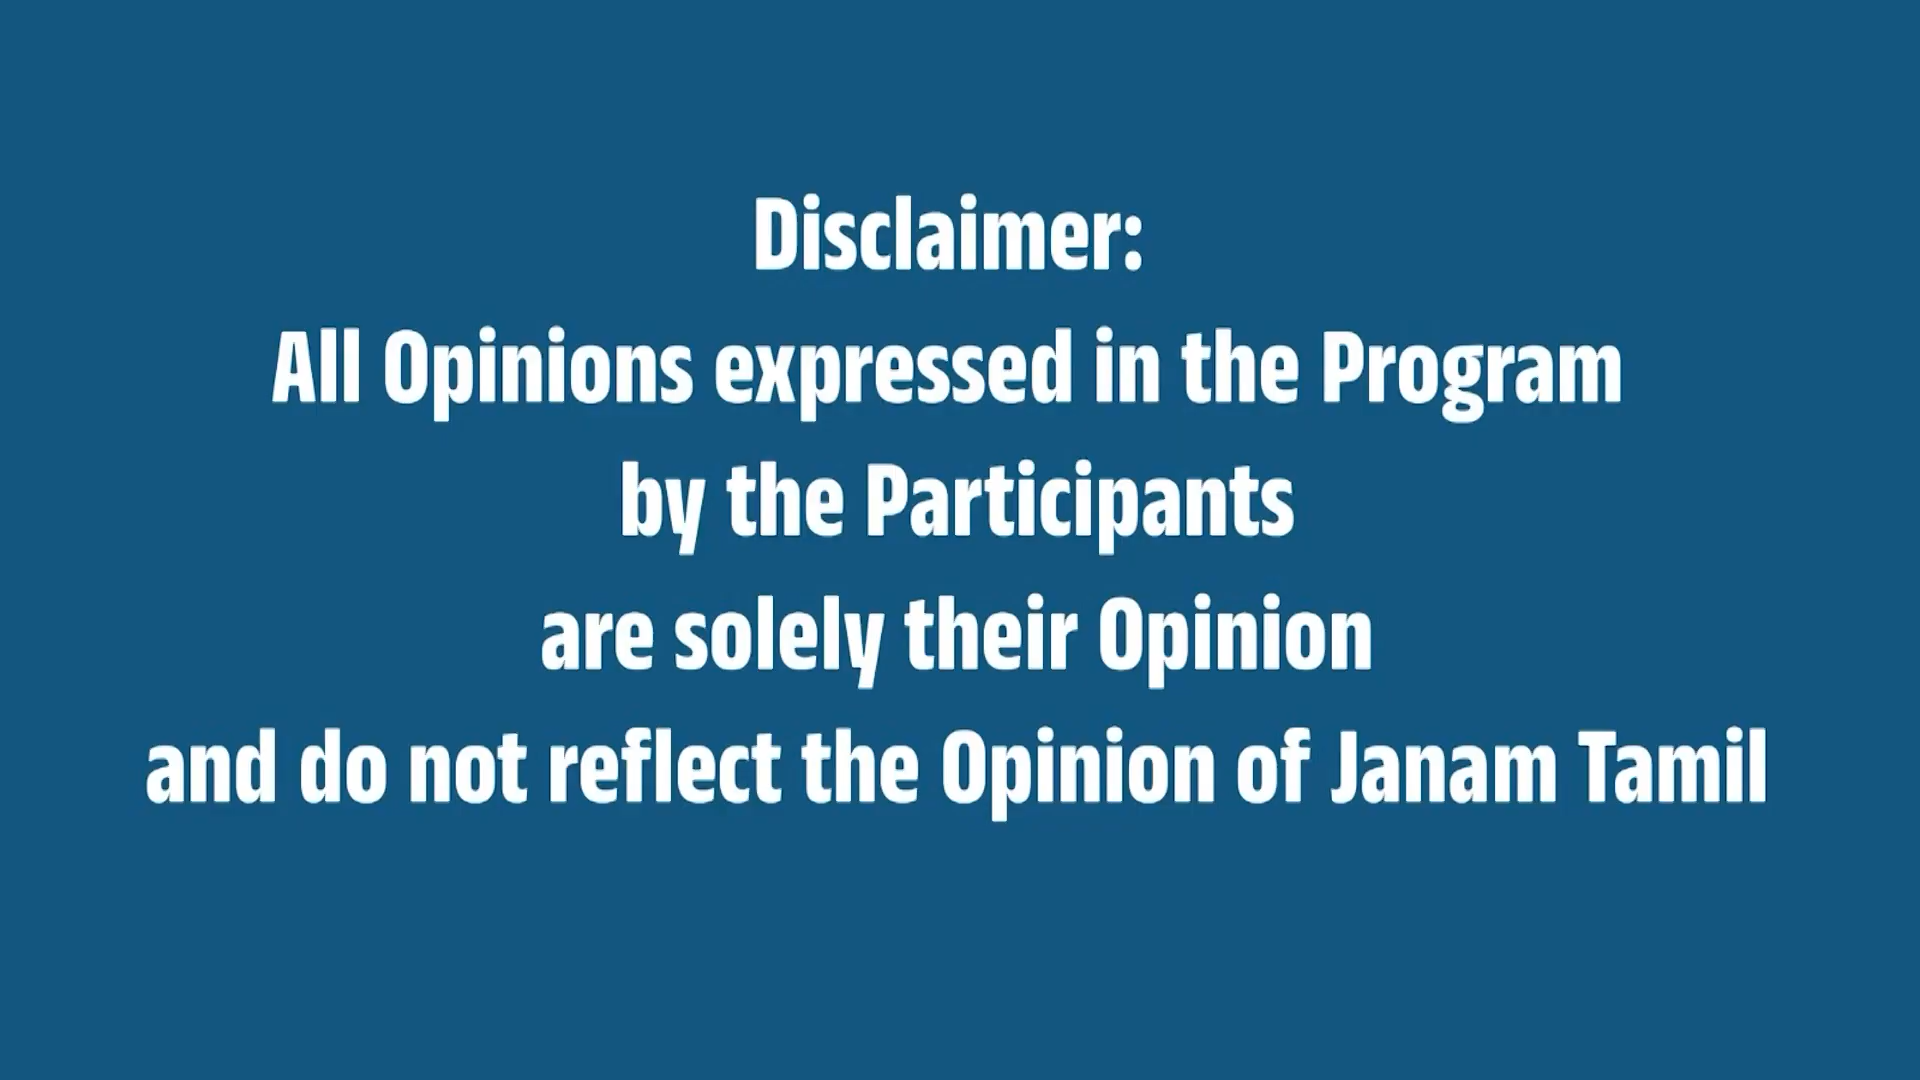 Disclaimer:
All Opinions expressed in the Program
by the Participants
are solely their Opinion
and do not reflect the Opinion of Janam Tamil